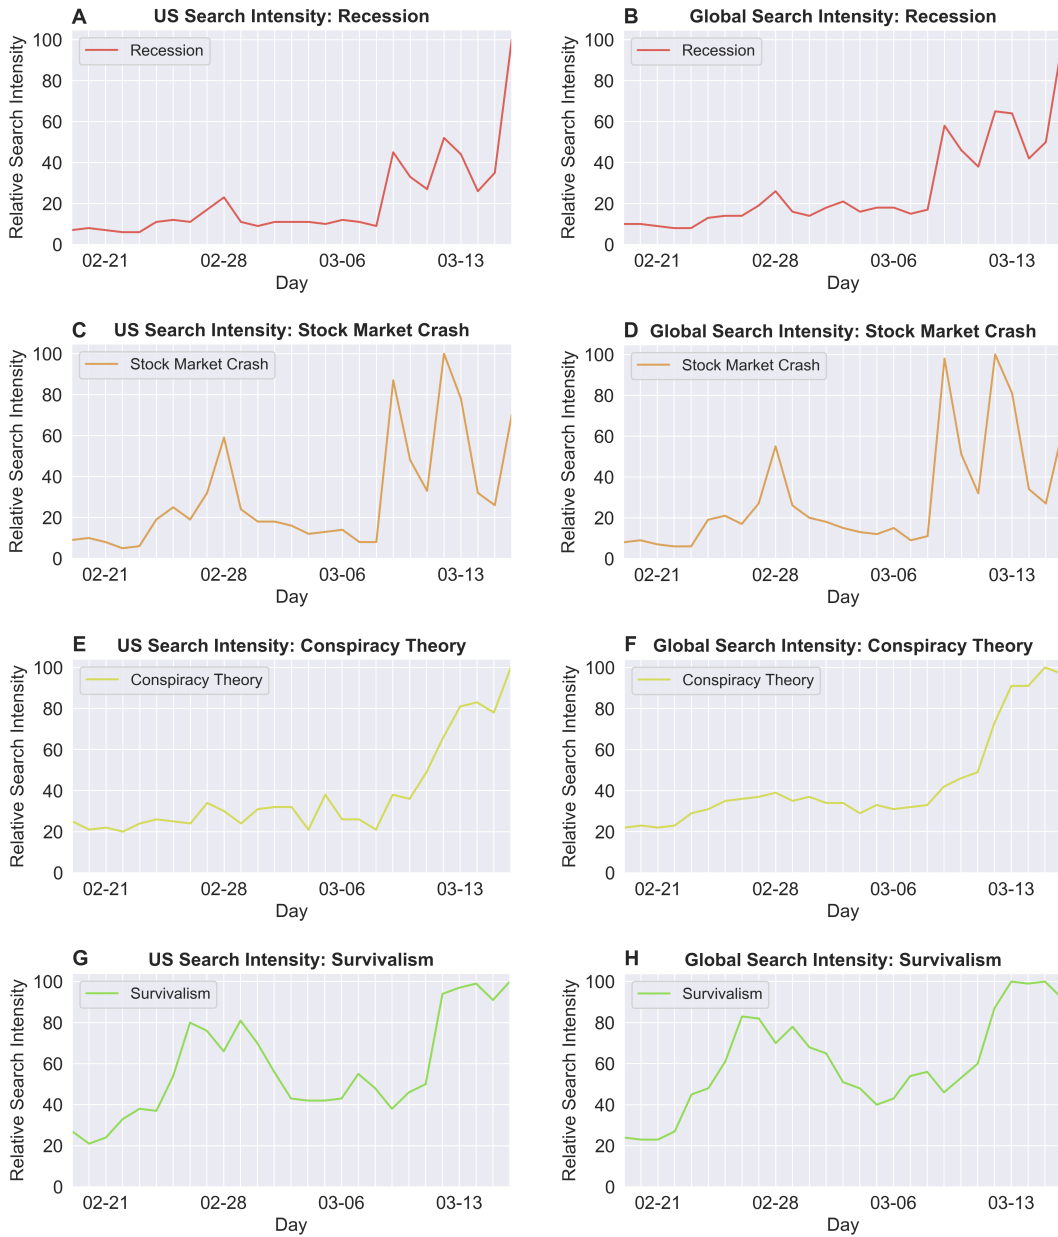 A US Search Intensity: Recession
Relative Search Intensity
100
80
60
40
20
0
Recession
02-21 02-28 03-06 03-13
Day
B Global Search Intensity: Recession
Relative Search Intensity
100
80
60
40
20
0
Recession
02-21 02-28 03-06 03-13
Day
C US Search Intensity: Stock Market Crash
Relative Search Intensity
100
80
60
40
20
0
Stock Market Crash
02-21 02-28 03-06 03-13
Day
D Global Search Intensity: Stock Market Crash
Relative Search Intensity
100
80
60
40
20
0
Stock Market Crash
02-21 02-28 03-06 03-13
Day
E US Search Intensity: Conspiracy Theory
Relative Search Intensity
100
80
60
40
20
0
Conspiracy Theory
02-21 02-28 03-06 03-13
Day
F Global Search Intensity: Conspiracy Theory
Relative Search Intensity
100
80
60
40
20
0
Conspiracy Theory
02-21 02-28 03-06 03-13
Day
G US Search Intensity: Survivalism
Relative Search Intensity
100
80
60
40
20
0
Survivalism
02-21 02-28 03-06 03-13
Day
H Global Search Intensity: Survivalism
Relative Search Intensity
100
80
60
40
20
0
Survivalism
02-21 02-28 03-06 03-13
Day